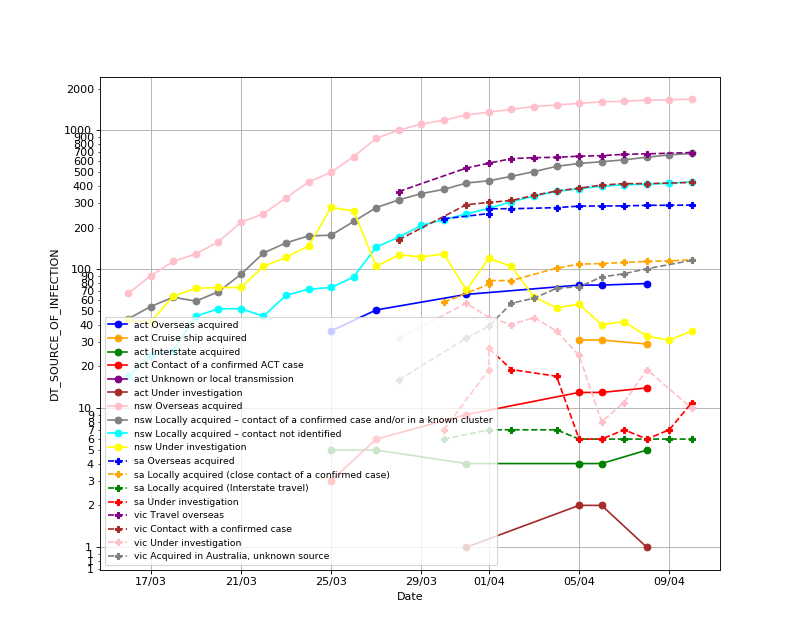 2000
1000
900
800
700
600
500
400
300
200
100
90
80
70
60
50
40
30
20
10
9
8
7
6
5
4
3
2
1
1
1
DT_SOURCE_OF_INFECTION
act Overseas acquired
act Cruise ship acquired
act Interstate acquired
act Contact of a confirmed ACT case
act Unknown or local transmission
act Under investigation
nsw Overseas acquired
nsw Locally acquired – contact of a confirmed case and/or in a known cluster
nsw Locally acquired – contact not identified
nsw Under investigation
sa Overseas acquired
sa Locally acquired (close contact of a confirmed case)
sa Locally acquired (Interstate travel)
sa Under investigation
vic Travel overseas
vic Contact with a confirmed case
vic Under investigation
vic Acquired in Australia, unknown source
17/03 21/03 25/03 29/03 01/04 05/04 09/04
Date